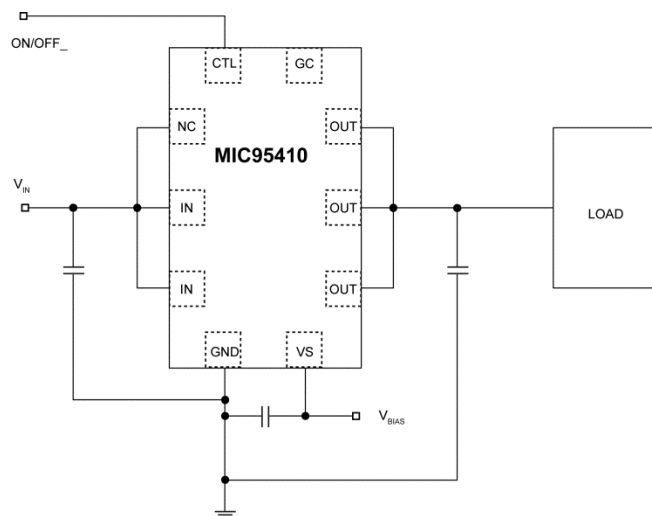 ON/OFF_
CTL
GC
NC
OUT
MIC95410
V_IN
IN
OUT
LOAD
IN
OUT
GND
VS
V_BIAS